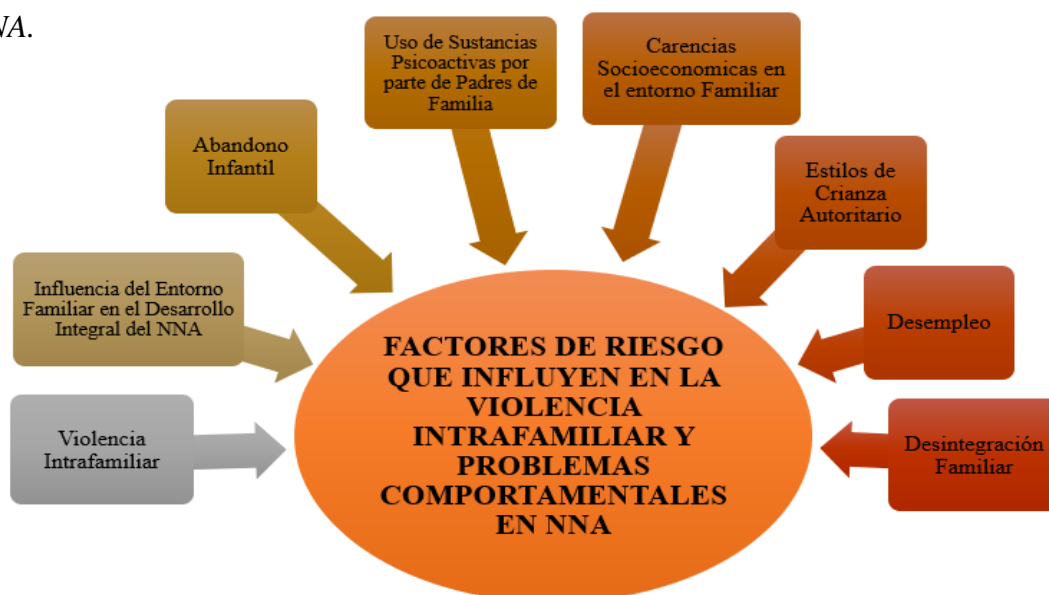 NA.
Uso de Sustancias
Psicoactivas por
parte de Padres de
Familia
Carencias
Socioeconomicas en
el entorno Familiar
Abandono
Infantil
Estilos de
Crianza
Autoritario
Influencia del Entorno
Familiar en el Desarrollo
Integral del NNA
Desempleo
Violencia
Intrafamiliar
Desintegración
Familiar
FACTORES DE RIESGO
QUE INFLUYEN EN LA
VIOLENCIA
INTRAFAMILIAR Y
PROBLEMAS
COMPORTAMENTALES
EN NNA